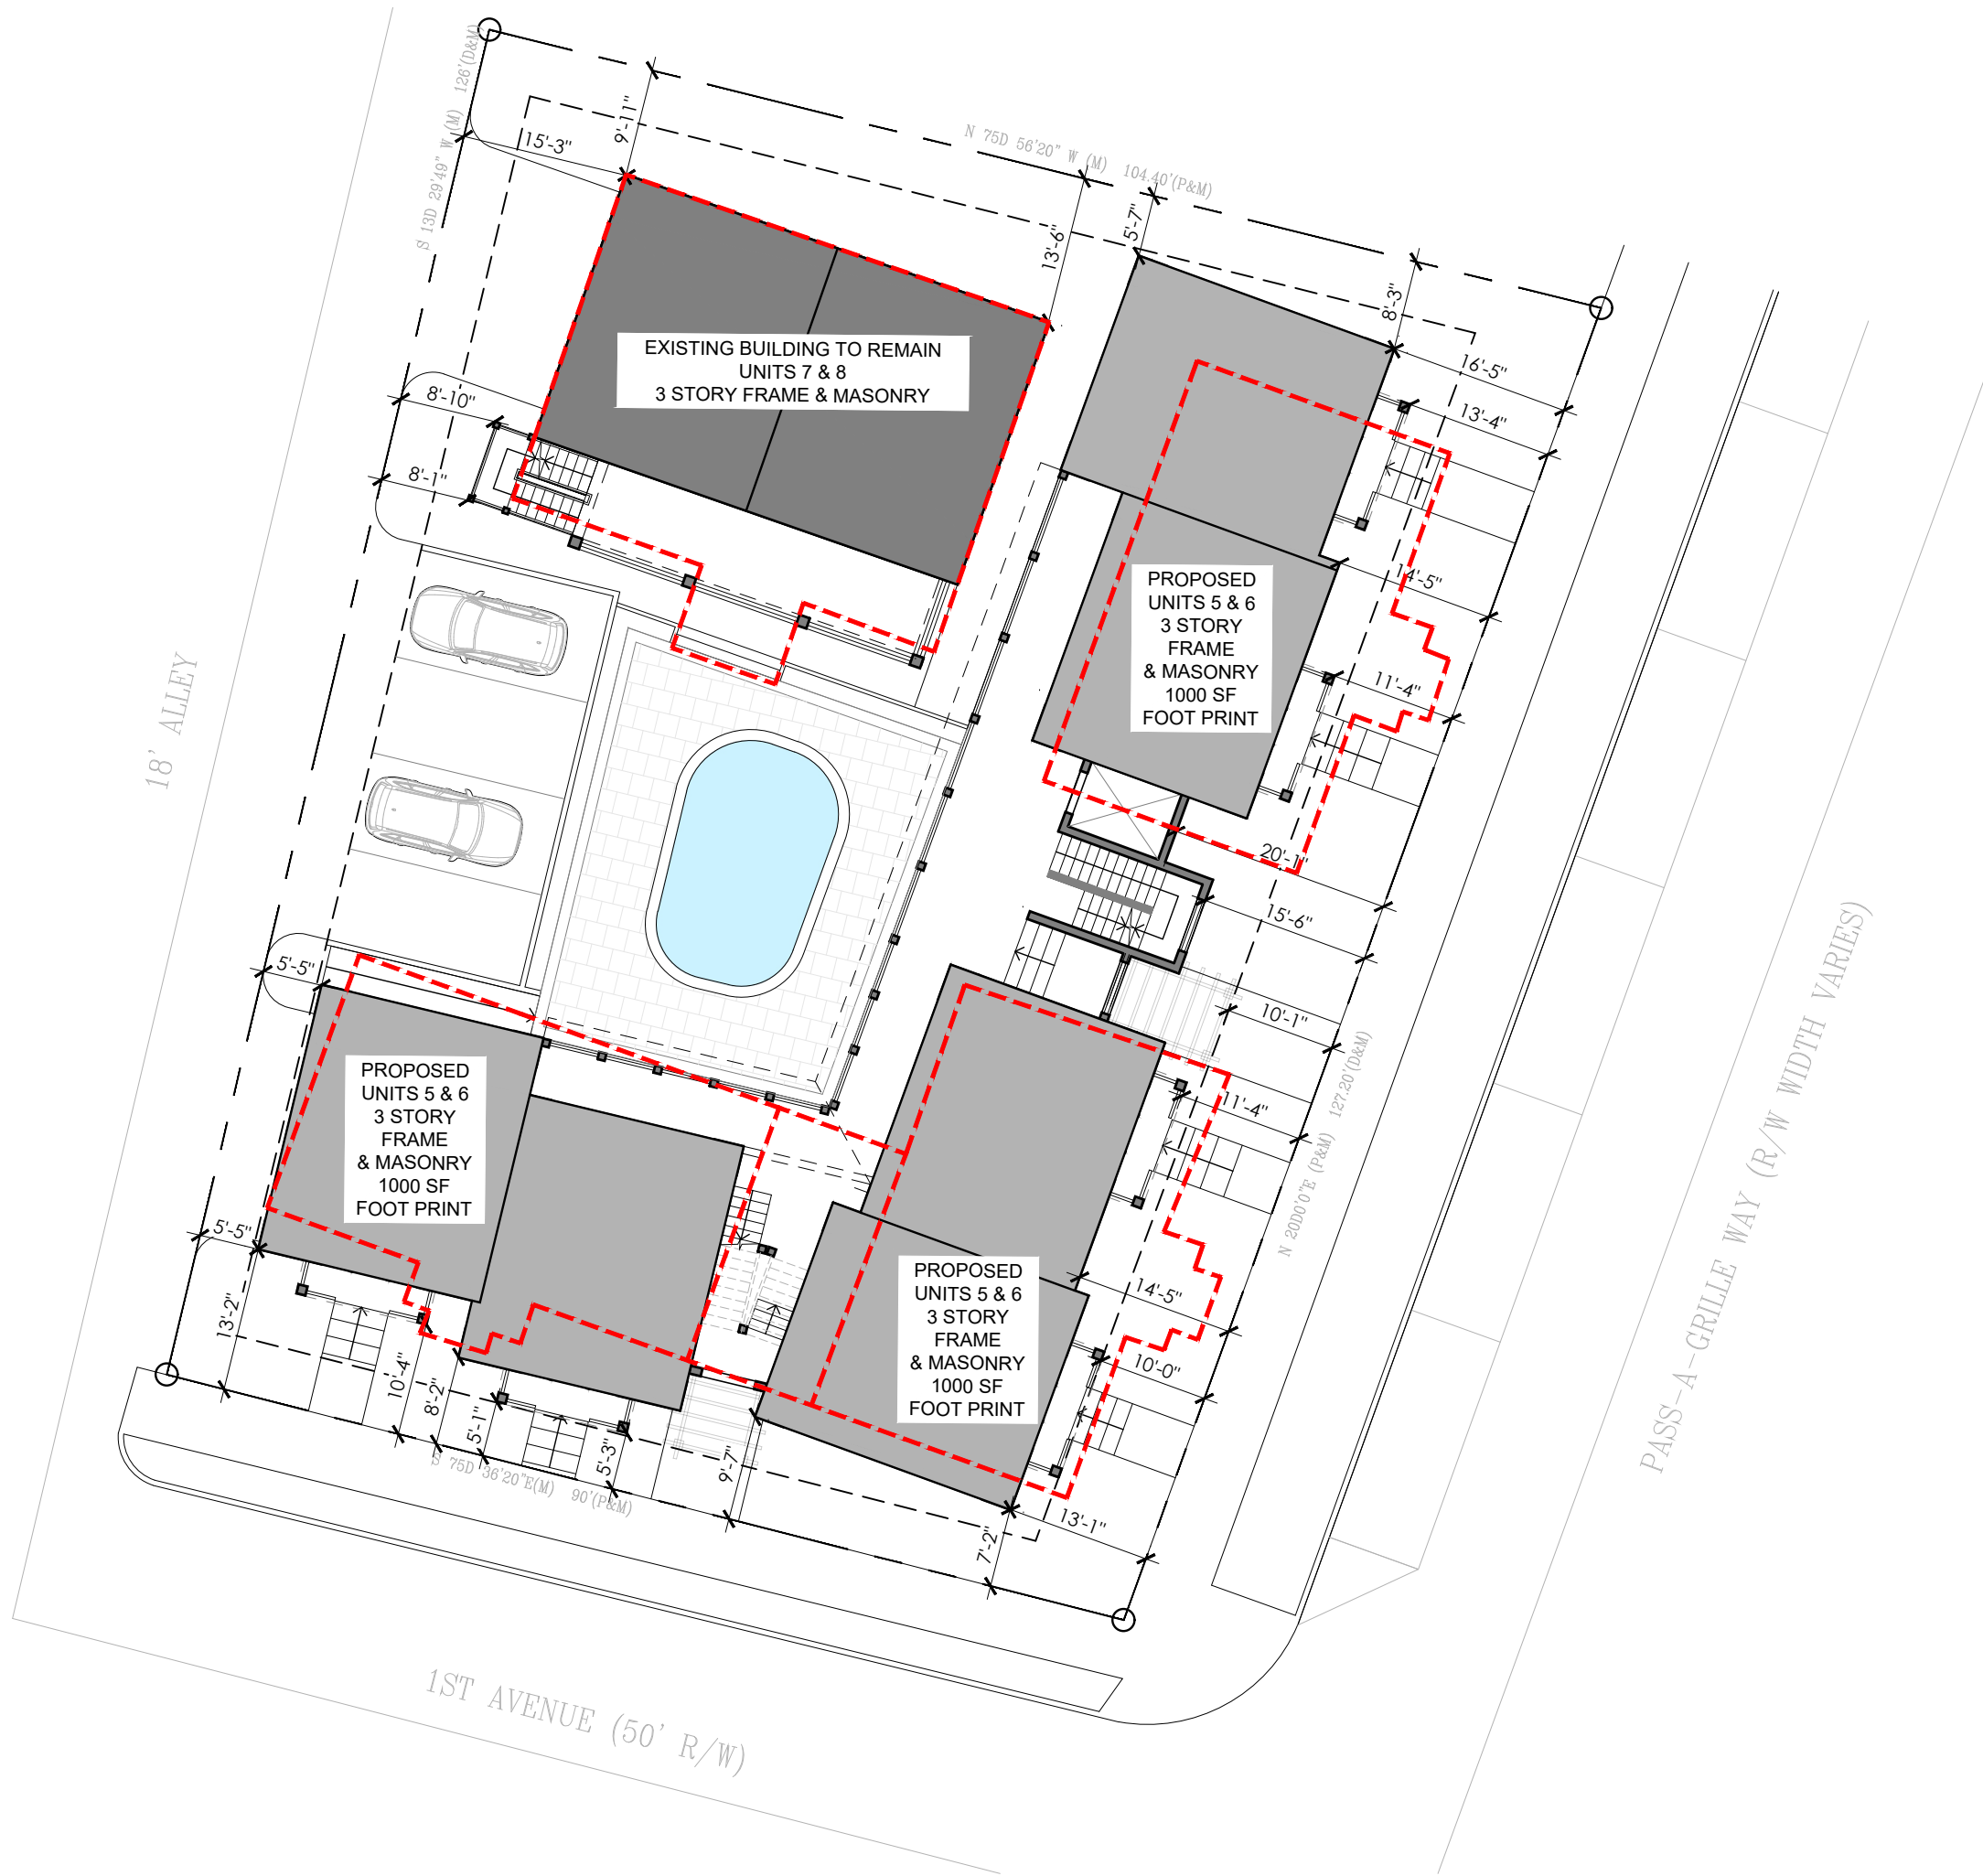 S 13D 29'49" W (M)   126'(D&M)
9'-11"
15'-3"
N 75D 56'20" W (M)   104.40'(P&M)
13'-6"
5'-7"
8'-3"
16'-5"
13'-4"
EXISTING BUILDING TO REMAIN
UNITS 7 & 8
3 STORY FRAME & MASONRY
8'-10"
8'-1"
14'-5"
PROPOSED
UNITS 5 & 6
3 STORY
FRAME
& MASONRY
1000 SF
FOOT PRINT
11'-4"
18' ALLEY
20'-1"
15'-6"
10'-1"
5'-5"
PROPOSED
UNITS 5 & 6
3 STORY
FRAME
& MASONRY
1000 SF
FOOT PRINT
11'-4"
N 20D0'0"E (P&M)   127.20'(D&M)
PASS-A-GRILLE WAY (R/W WIDTH VARIES)
5'-5"
13'-2"
10'-4"
8'-2"
5'-1"
5'-3"
9'-7"
PROPOSED
UNITS 5 & 6
3 STORY
FRAME
& MASONRY
1000 SF
FOOT PRINT
14'-5"
10'-0"
13'-1"
7'-2"
S 75D 36'20"E(M)   90'(P&M)
1ST AVENUE (50' R/W)